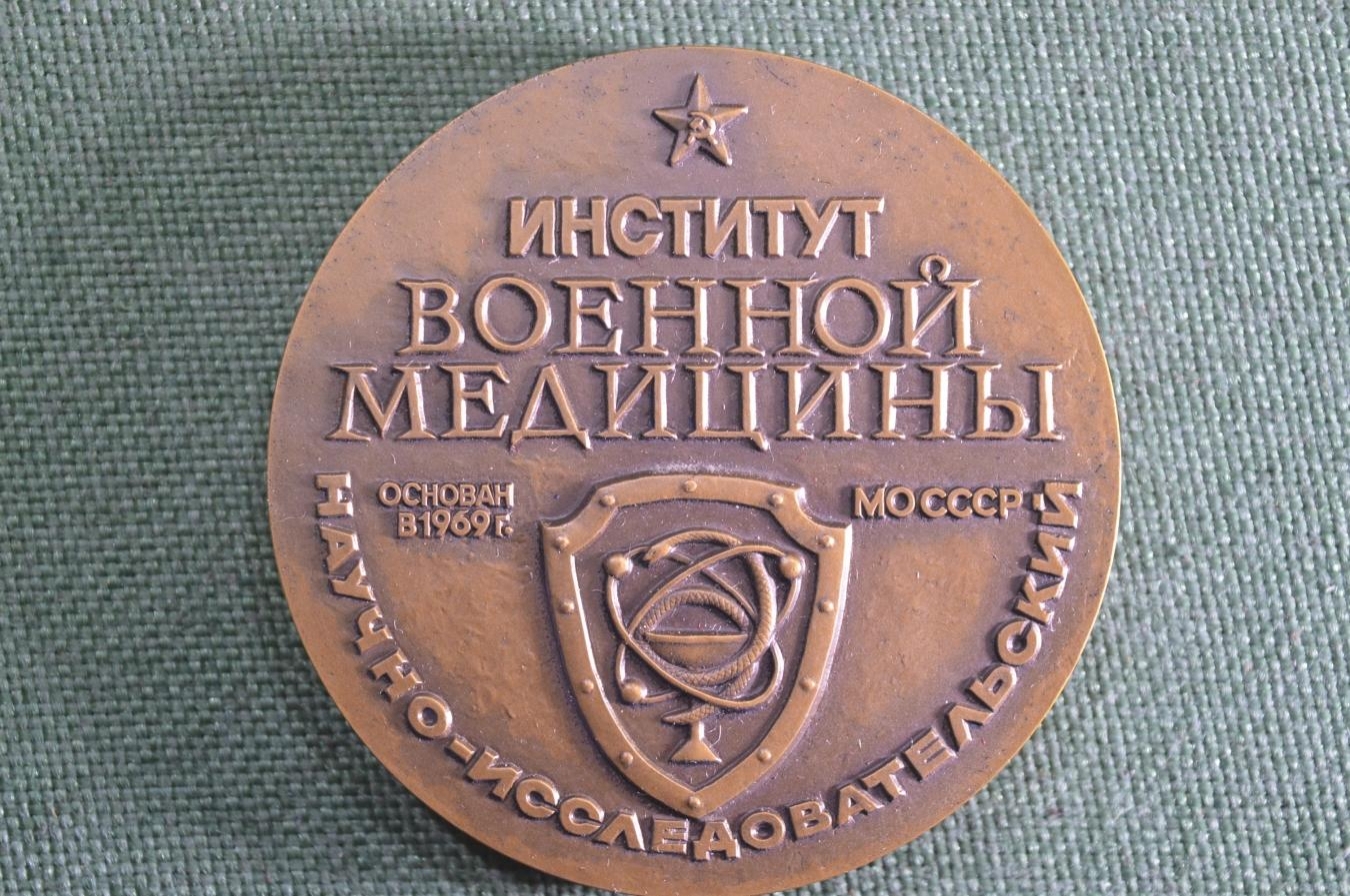 ИНСТИТУТ
ВОЕННОЙ
МЕДИЦИНЫ
ОСНОВАН
В 1969 г.
МО СССР
НАУЧНО-ИССЛЕДОВАТЕЛЬСКИЙ